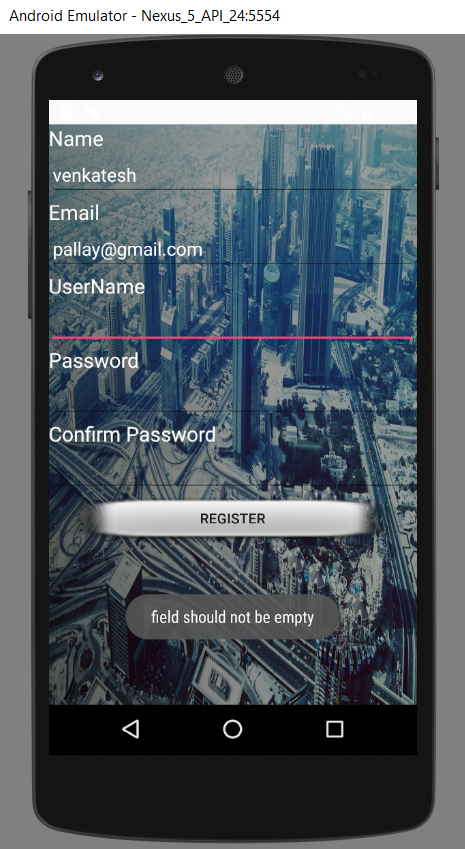 Android Emulator - Nexus_5_API_24:5554
Name
venkatesh
Email
pallay@gmail.com
UserName
Password
Confirm Password
REGISTER
field should not be empty